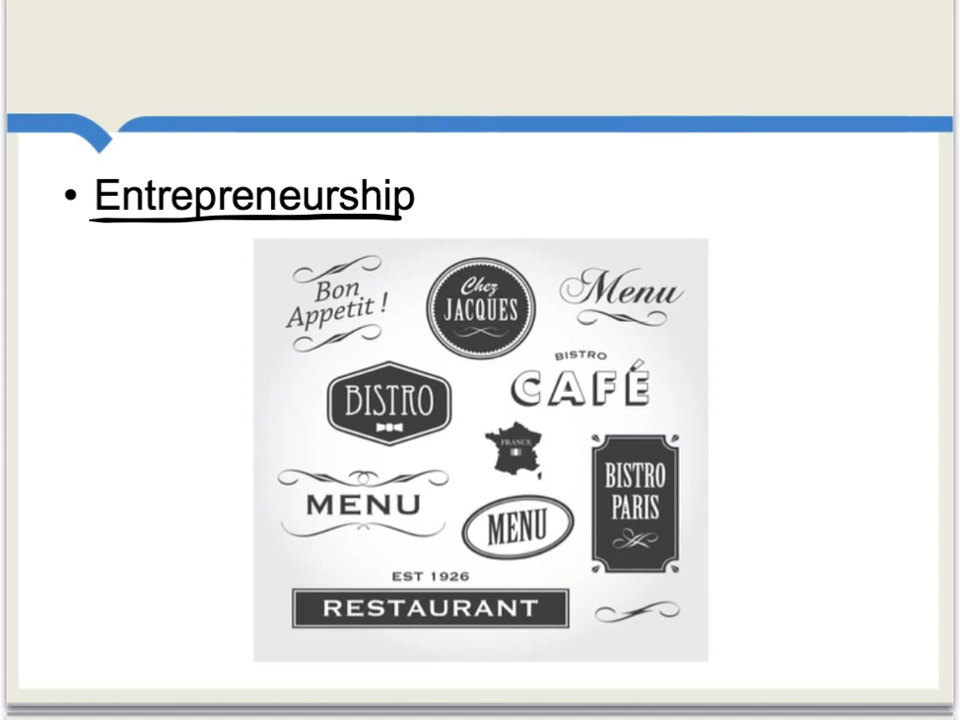 • Entrepreneurship
Bon
Appetit !
Chez
JACQUES
Menu
BISTRO
BISTRO
CAFÉ
FRANCE
MENU
MENU
BISTRO
PARIS
EST 1926
RESTAURANT